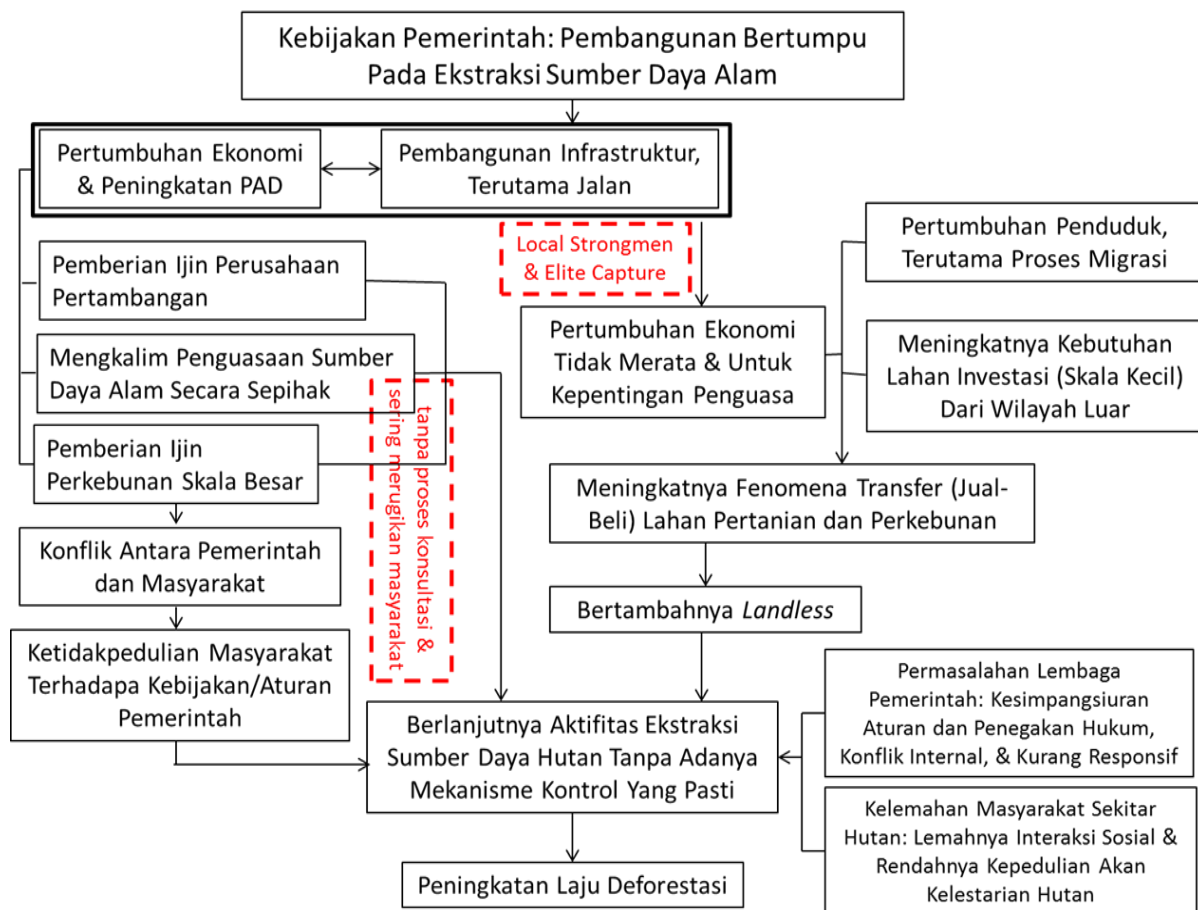 Kebijakan Pemerintah: Pembangunan Bertumpu
Pada Ekstraksi Sumber Daya Alam
Pertumbuhan Ekonomi
& Peningkatan PAD
Pembangunan Infrastruktur,
Terutama Jalan
Local Strongmen
& Elite Capture
Pertumbuhan Penduduk,
Terutama Proses Migrasi
Pemberian Ijin Perusahaan
Pertambangan
Pertumbuhan Ekonomi
Tidak Merata & Untuk
Kepentingan Penguasa
Meningkatnya Kebutuhan
Lahan Investasi (Skala Kecil)
Dari Wilayah Luar
Mengkalim Penguasaan Sumber
Daya Alam Secara Sepihak
tanpa proses konsultasi &
sering merugikan masyarakat
Pemberian Ijin
Perkebunan Skala Besar
Meningkatnya Fenomena Transfer (Jual-
Beli) Lahan Pertanian dan Perkebunan
Konflik Antara Pemerintah
dan Masyarakat
Bertambahnya Landless
Ketidakpedulian Masyarakat
Terhadapa Kebijakan/Aturan
Pemerintah
Permasalahan Lembaga
Pemerintah: Kesimpangsiuran
Aturan dan Penegakan Hukum,
Konflik Internal, & Kurang Responsif
Berlanjutnya Aktifitas Ekstraksi
Sumber Daya Hutan Tanpa Adanya
Mekanisme Kontrol Yang Pasti
Kelemahan Masyarakat Sekitar
Hutan: Lemahnya Interaksi Sosial &
Rendahnya Kepedulian Akan
Kelestarian Hutan
Peningkatan Laju Deforestasi